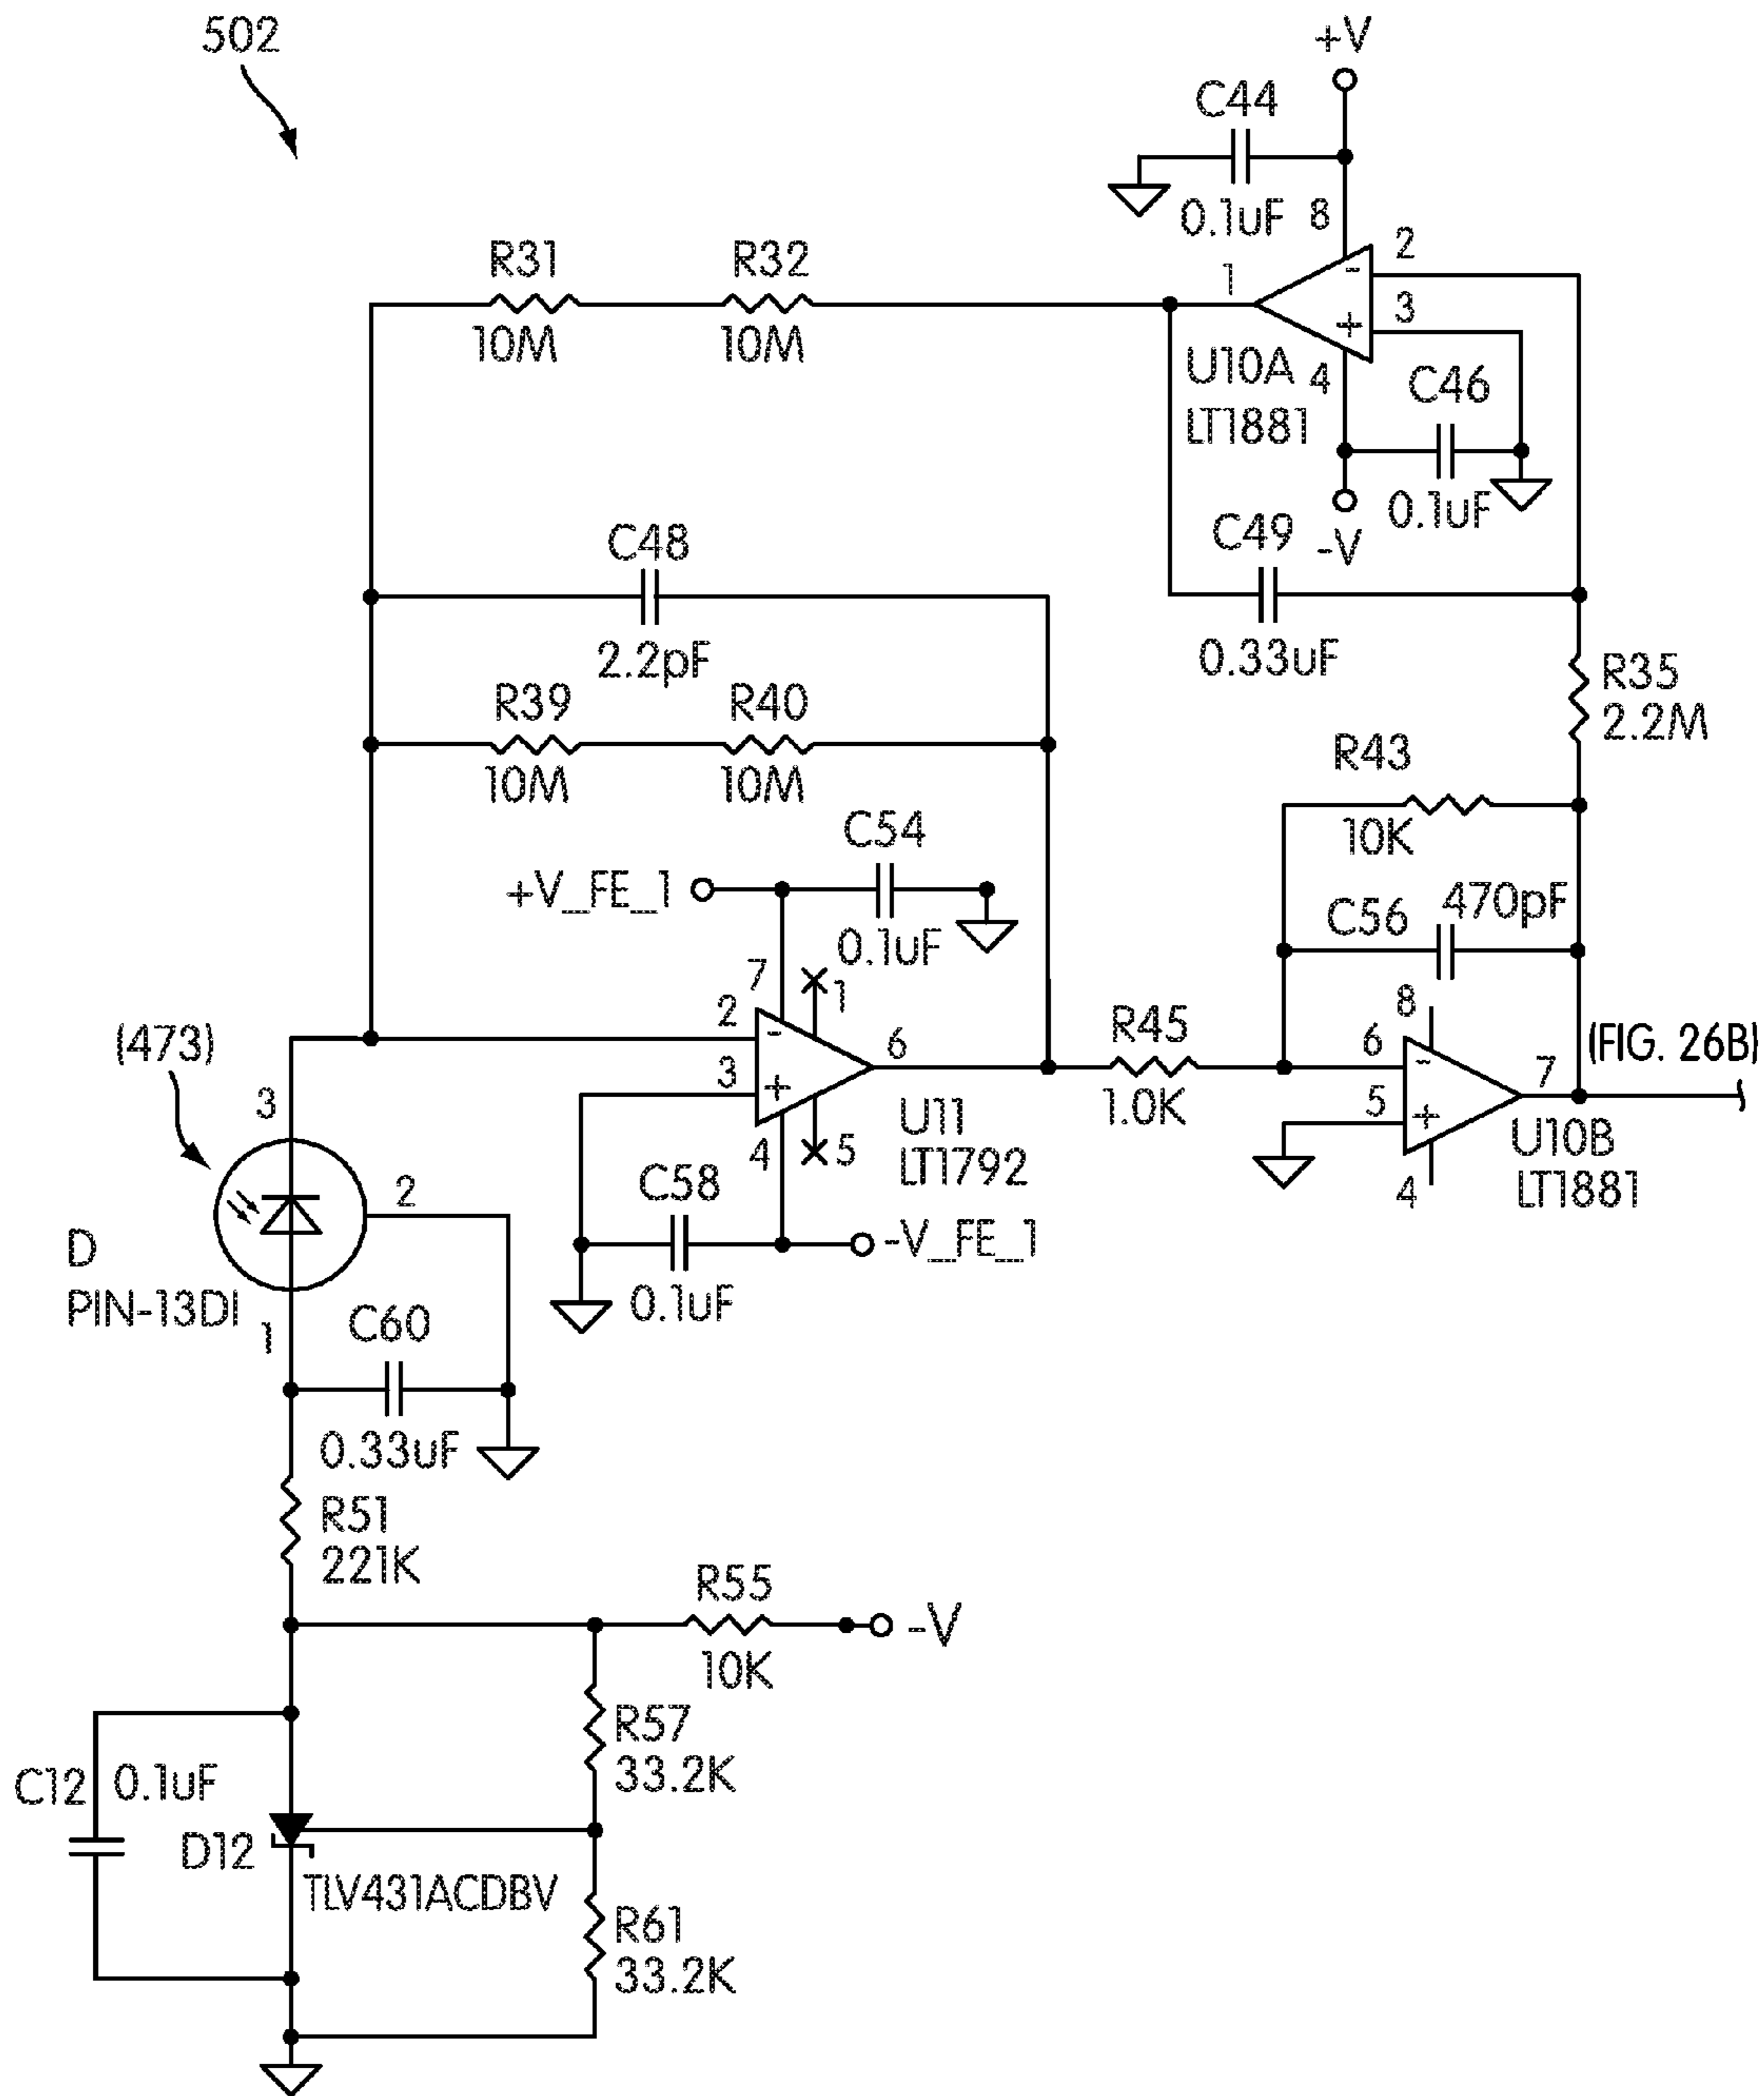 502
+V
C44
0.1uF
8
R31
R32
1
2
3
10M
10M
U10A
LT1881
4
C46
0.1uF
-V
C48
C49
2.2pF
0.33uF
R35
2.2M
R39
R40
R43
10M
10M
10K
C54
+V_FE_1
0.1uF
C56
470pF
7
1
8
(473)
2
R45
6
(FIG. 26B)
3
6
1.0K
5
7
3
U11
LT1792
4
5
U10B
LT1881
4
2
C58
-V_FE_1
0.1uF
D
PIN-13DI
1
C60
0.33uF
R51
221K
R55
-V
10K
R57
33.2K
C12
0.1uF
D12
TLV431ACDBV
R61
33.2K
-
+
-
+
-
+